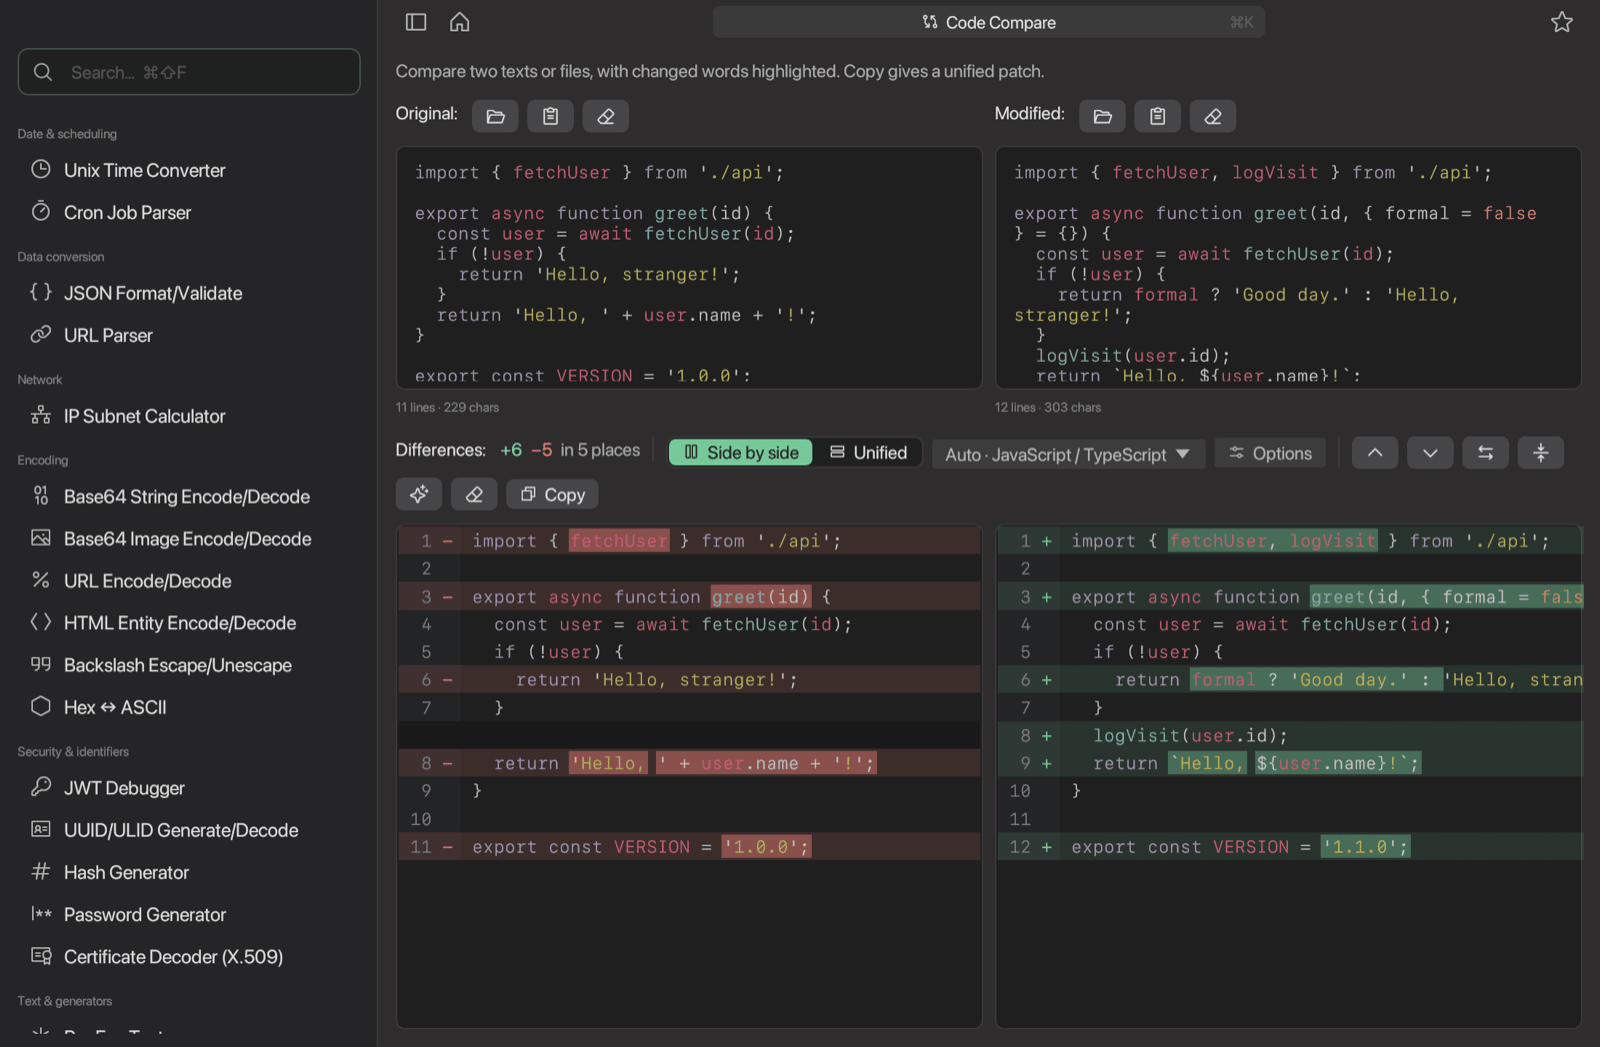 Search... ⌘⇧F
Date & scheduling
Unix Time Converter
Cron Job Parser
Data conversion
JSON Format/Validate
URL Parser
Network
IP Subnet Calculator
Encoding
Base64 String Encode/Decode
Base64 Image Encode/Decode
URL Encode/Decode
HTML Entity Encode/Decode
Backslash Escape/Unescape
Hex ↔ ASCII
Security & identifiers
JWT Debugger
UUID/ULID Generate/Decode
Hash Generator
Password Generator
Certificate Decoder (X.509)
Text & generators
Code Compare ⌘K
Compare two texts or files, with changed words highlighted. Copy gives a unified patch.
Original:
import { fetchUser } from './api';
export async function greet(id) {
const user = await fetchUser(id);
if (!user) {
return 'Hello, stranger!';
}
return 'Hello, ' + user.name + '!';
}
export const VERSION = '1.0.0';
11 lines · 229 chars
Modified:
import { fetchUser, logVisit } from './api';
export async function greet(id, { formal = false
} = {}) {
const user = await fetchUser(id);
if (!user) {
return formal ? 'Good day.' : 'Hello,
stranger!';
}
logVisit(user.id);
return `Hello, ${user.name}!`;
12 lines · 303 chars
Differences: +6 −5 in 5 places
Side by side
Unified
Auto · JavaScript / TypeScript
Options
Copy
1 − import { fetchUser } from './api';
2
3 − export async function greet(id) {
4 const user = await fetchUser(id);
5 if (!user) {
6 − return 'Hello, stranger!';
7 }
8 − return 'Hello, ' + user.name + '!';
9 }
10
11 − export const VERSION = '1.0.0';
1 + import { fetchUser, logVisit } from './api';
2
3 + export async function greet(id, { formal = fals
4 const user = await fetchUser(id);
5 if (!user) {
6 + return formal ? 'Good day.' : 'Hello, stran
7 }
8 + logVisit(user.id);
9 + return `Hello, ${user.name}!`;
10 }
11
12 + export const VERSION = '1.1.0';